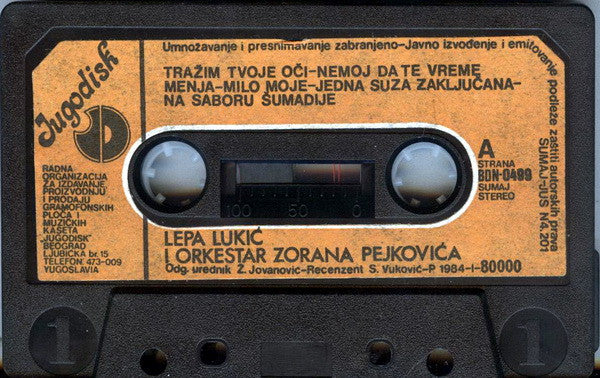 Jugodisk
Umnožavanje i presnimavanje zabranjeno-Javno izvođenje i emitovanje podleže zaštiti autorskih prava
TRAŽIM TVOJE OČI-NEMOJ DA TE VREME
MENJA-MILO MOJE-JEDNA SUZA ZAKLJUČANA-
NA SABORU ŠUMADIJE
RADNA
ORGANIZACIJA
ZA IZDAVANJE,
PROIZVODNJU
I PRODAJU
GRAMOFONSKIH
PLOČA I
MUZIČKIH
KASETA
"JUGODISK"
BEOGRAD
LJUBIČKA br. 15
TELEFON: 473-009
YUGOSLAVIJA
A
STRANA
BDN-0499
SUMAJ
STEREO
SUMAJ-JUS N4.201
100 50 0
LEPA LUKIĆ
I ORKESTAR ZORANA PEJKOVIĆA
Odg. urednik Z. Jovanović-Recenzent S. Vuković-P 1984-i-80000
1 1